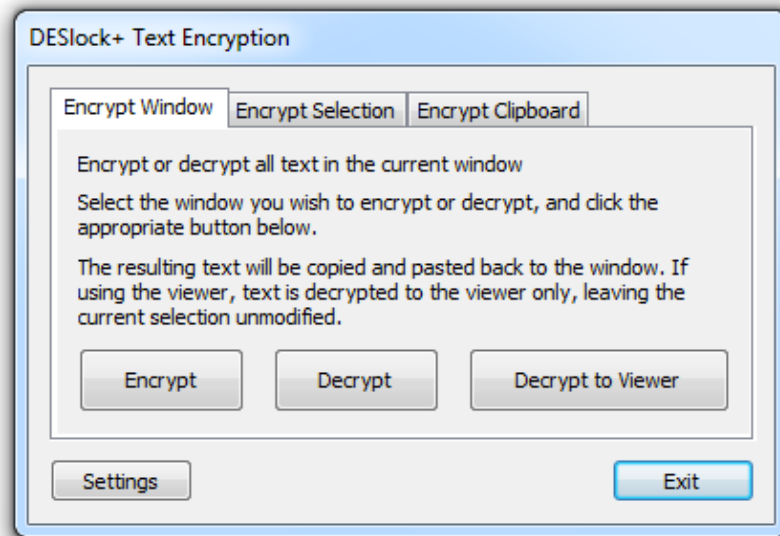 DESlock+ Text Encryption
Encrypt Window
Encrypt Selection
Encrypt Clipboard
Encrypt or decrypt all text in the current window
Select the window you wish to encrypt or decrypt, and click the
appropriate button below.
The resulting text will be copied and pasted back to the window. If
using the viewer, text is decrypted to the viewer only, leaving the
current selection unmodified.
Encrypt
Decrypt
Decrypt to Viewer
Settings
Exit